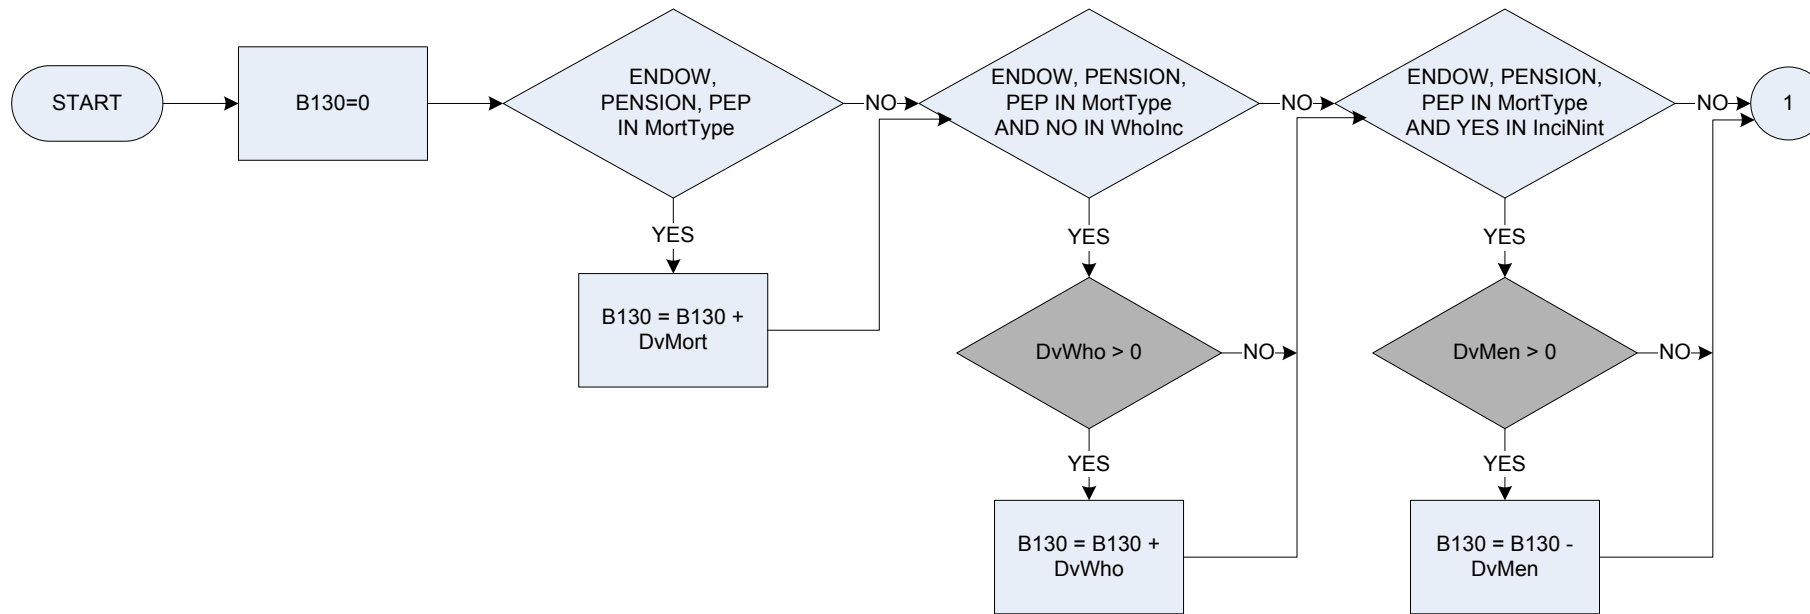 START
B130=0
ENDOW,
PENSION, PEP
IN MortType
NO
ENDOW, PENSION,
PEP IN MortType
AND NO IN WhoInc
NO
ENDOW, PENSION,
PEP IN MortType
AND YES IN InciNint
NO
1
YES
YES
YES
B130 = B130 +
DvMort
DvWho > 0
NO
DvMen > 0
NO
YES
YES
B130 = B130 +
DvWho
B130 = B130 -
DvMen